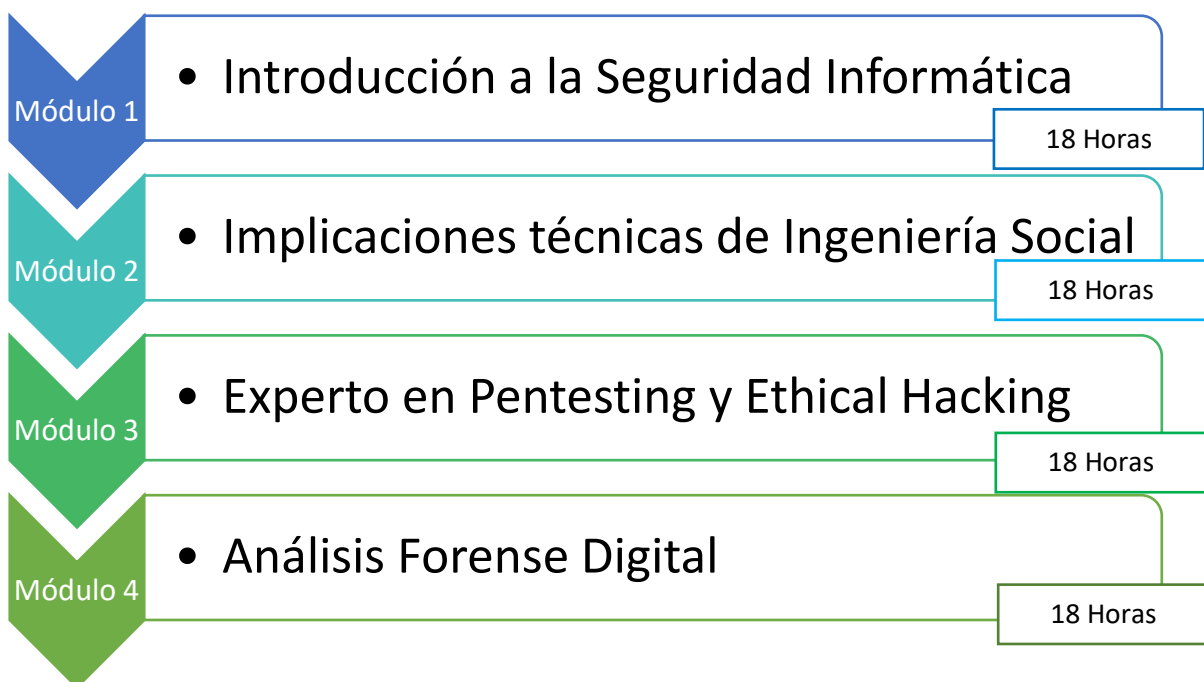 Módulo 1
• Introducción a la Seguridad Informática
18 Horas
Módulo 2
• Implicaciones técnicas de Ingeniería Social
18 Horas
Módulo 3
• Experto en Pentesting y Ethical Hacking
18 Horas
Módulo 4
• Análisis Forense Digital
18 Horas